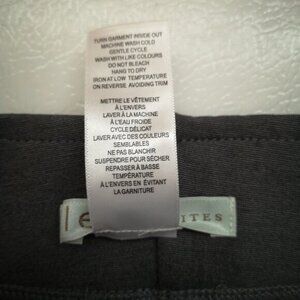 TURN GARMENT INSIDE OUT
MACHINE WASH COLD
GENTLE CYCLE
WASH WITH LIKE COLOURS
DO NOT BLEACH
HANG TO DRY
IRON AT LOW TEMPERATURE
ON REVERSE AVOIDING TRIM
METTRE LE VÊTEMENT
À L'ENVERS
LAVER À LA MACHINE
À L'EAU FROIDE
CYCLE DÉLICAT
LAVER AVEC DES COULEURS
SEMBLABLES
NE PAS BLANCHIR
SUSPENDRE POUR SÉCHER
REPASSER À BASSE
TEMPÉRATURE
À L'ENVERS EN ÉVITANT
LA GARNITURE